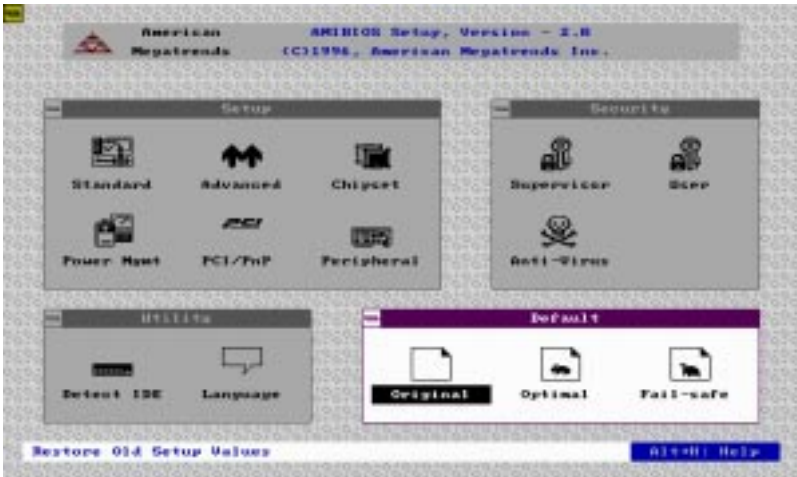 American
Megatrends
AMIBIOS Setup, Version - 2.0
(C)1996, American Megatrends Inc.
Setup
Standard
Advanced
Chipset
Power Mgmt
PCI
PCI/PnP
Peripheral
Security
Supervisor
User
Anti-Virus
Utility
Detect IDE
Language
Default
Original
Optimal
Fail-safe
Restore Old Setup Values
Alt+H: Help